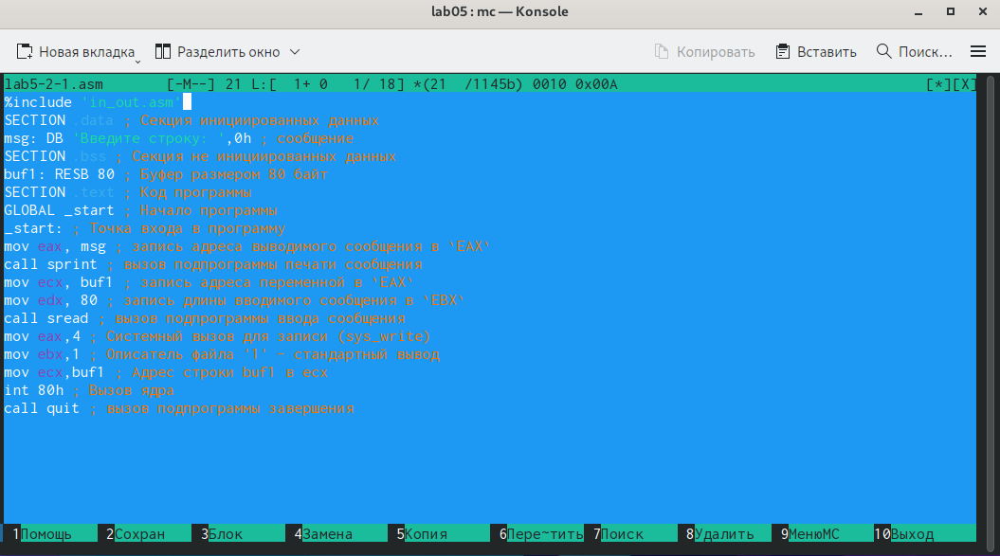 lab05 : mc — Konsole
Новая вкладка Разделить окно Копировать Вставить Поиск...
lab5-2-1.asm [-M--] 21 L:[ 1+ 0 1/ 18] *(21 /1145b) 0010 0x00A [*][X]
%include 'in_out.asm'
SECTION .data ; Секция инициированных данных
msg: DB 'Введите строку: ',0h ; сообщение
SECTION .bss ; Секция не инициированных данных
buf1: RESB 80 ; Буфер размером 80 байт
SECTION .text ; Код программы
GLOBAL _start ; Начало программы
_start: ; Точка входа в программу
mov eax, msg ; запись адреса выводимого сообщения в `EAX`
call sprint ; вызов подпрограммы печати сообщения
mov ecx, buf1 ; запись адреса переменной в `EAX`
mov edx, 80 ; запись длины вводимого сообщения в `EBX`
call sread ; вызов подпрограммы ввода сообщения
mov eax,4 ; Системный вызов для записи (sys_write)
mov ebx,1 ; Описатель файла '1' - стандартный вывод
mov ecx,buf1 ; Адрес строки buf1 в ecx
int 80h ; Вызов ядра
call quit ; вызов подпрограммы завершения
1Помощь 2Сохран 3Блок 4Замена 5Копия 6Пере~тить 7Поиск 8Удалить 9МенюMC 10Выход